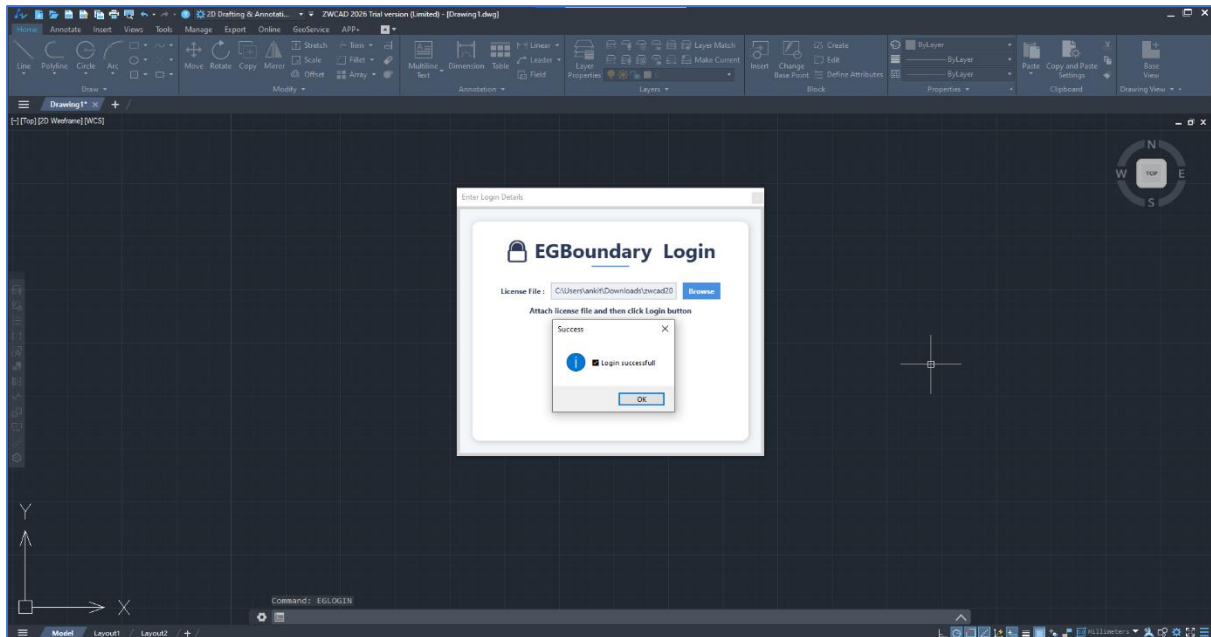 2D Drafting & Annotati... ZWCAD 2026 Trial version (Limited) - [Drawing1.dwg]
Home Annotate Insert Views Tools Manage Export Online GeoService APP+
Line Polyline Circle Arc
Move Rotate Copy Mirror
Stretch Trim
Scale Fillet
Offset Array
Multiline Text
Dimension Table
Linear
Leader
Field
Layer Properties
Layer Match
Make Current
Insert
Change Base Point
Create
Edit
Define Attributes
ByLayer
ByLayer
ByLayer
Paste
Copy and Paste Settings
Base View
Draw Modify Annotation Layers Block Properties Clipboard Drawing View
Drawing1*
[-] [Top] [2D Wireframe] [WCS]
N
W TOP E
S
Enter Login Details
EGBoundary Login
License File : C:\Users\ankit\Downloads\zwcad20 Browse
Attach license file and then click Login button
Success
Login successfull
OK
Y
X
Command: EGLOGIN
Model Layout1 Layout2 +
Millimeters